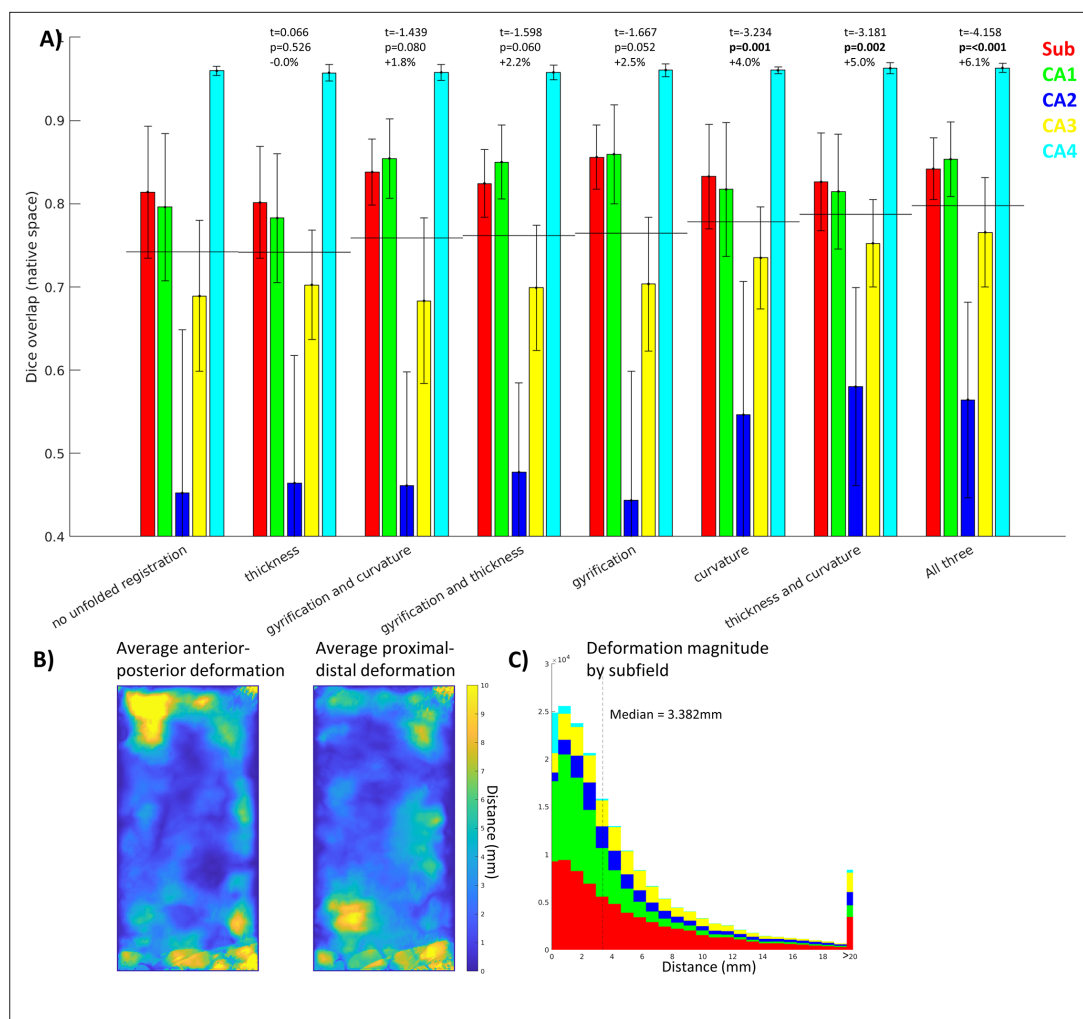 A)
t=0.066
p=0.526
-0.0%
t=-1.439
p=0.080
+1.8%
t=-1.598
p=0.060
+2.2%
t=-1.667
p=0.052
+2.5%
t=-3.234
p=0.001
+4.0%
t=-3.181
p=0.002
+5.0%
t=-4.158
p=<0.001
+6.1%
Sub
CA1
CA2
CA3
CA4
Dice overlap (native space)
1
0.9
0.8
0.7
0.6
0.5
0.4
no unfolded registration
thickness
gyrification and curvature
gyrification and thickness
gyrification
curvature
thickness and curvature
All three
B)
Average anterior-
posterior deformation
Average proximal-
distal deformation
10
9
8
7
6
5
4
3
2
1
0
Distance (mm)
C)
Deformation magnitude
by subfield
3 ×10⁴
2.5
2
1.5
1
0.5
0
Median = 3.382mm
0 2 4 6 8 10 12 14 16 18 >20
Distance (mm)